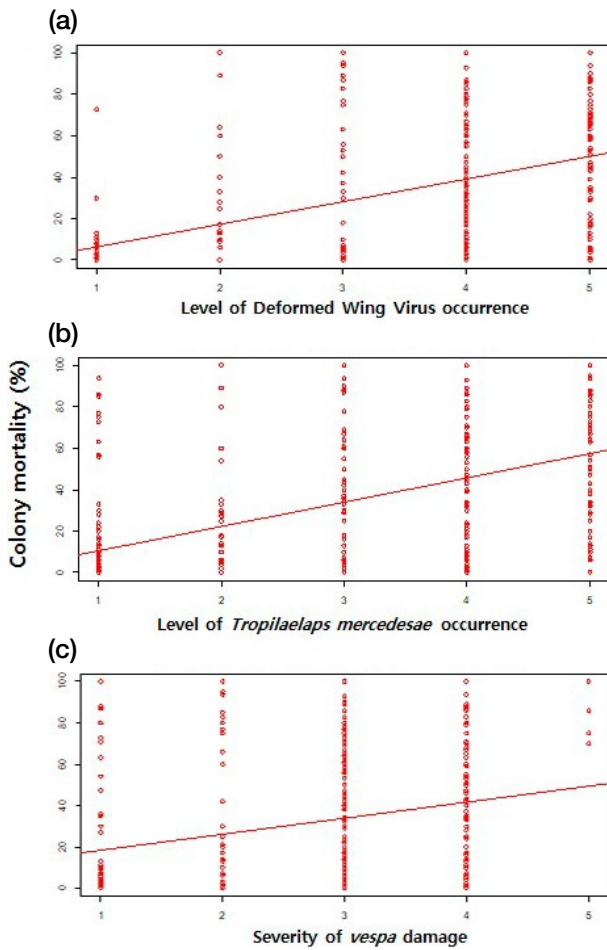 (a)
100
80
60
40
20
0
1 2 3 4 5
Level of Deformed Wing Virus occurrence
(b)
100
80
60
40
20
0
1 2 3 4 5
Level of Tropilaelaps mercedesae occurrence
Colony mortality (%)
(c)
100
80
60
40
20
0
1 2 3 4 5
Severity of vespa damage